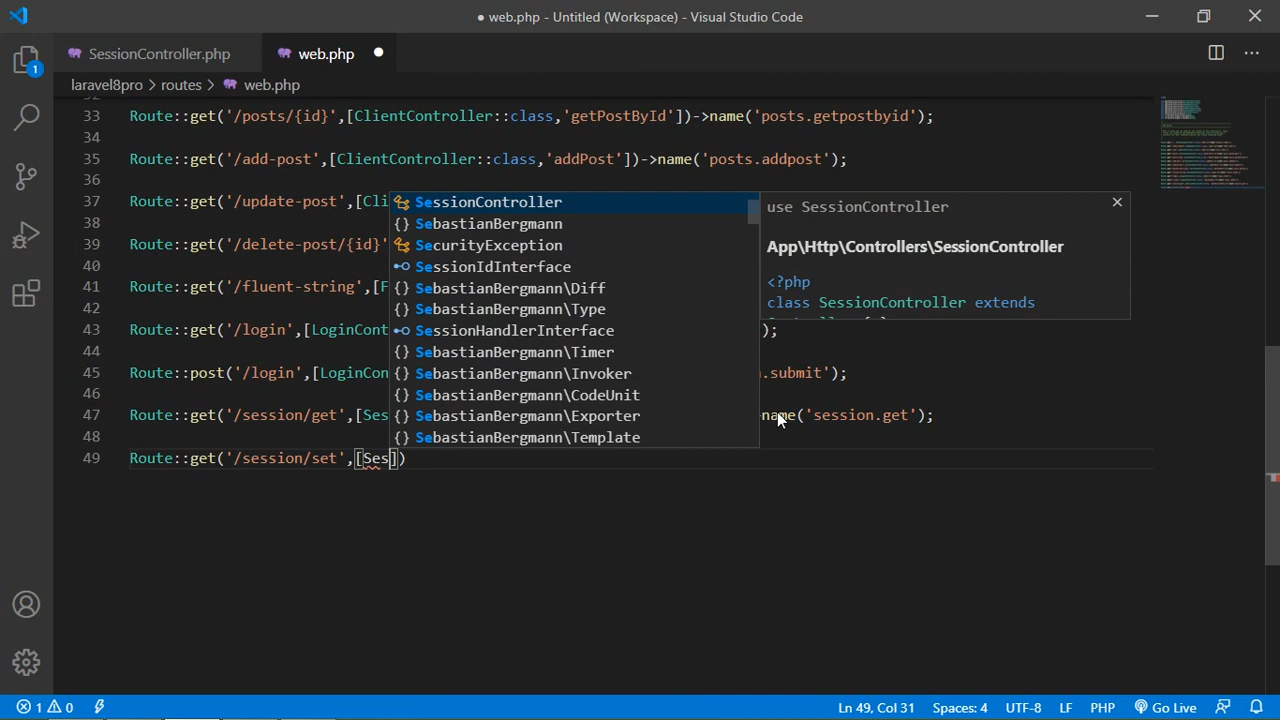 ● web.php - Untitled (Workspace) - Visual Studio Code
SessionController.php
web.php
laravel8pro > routes > web.php
1
33 Route::get('/posts/{id}',[ClientController::class,'getPostById'])->name('posts.getpostbyid');
34
35 Route::get('/add-post',[ClientController::class,'addPost'])->name('posts.addpost');
36
37 Route::get('/update-post',[Cli
38
39 Route::get('/delete-post/{id}'
40
41 Route::get('/fluent-string',[F
42
43 Route::get('/login',[LoginCont );
44
45 Route::post('/login',[LoginCon .submit');
46
47 Route::get('/session/get',[Ses name('session.get');
48
49 Route::get('/session/set',[Ses])
SessionController
{} SebastianBergmann
SecurityException
SessionIdInterface
{} SebastianBergmann\Diff
{} SebastianBergmann\Type
SessionHandlerInterface
{} SebastianBergmann\Timer
{} SebastianBergmann\Invoker
{} SebastianBergmann\CodeUnit
{} SebastianBergmann\Exporter
{} SebastianBergmann\Template
use SessionController
App\Http\Controllers\SessionController
<?php
class SessionController extends
1 0 Ln 49, Col 31 Spaces: 4 UTF-8 LF PHP Go Live